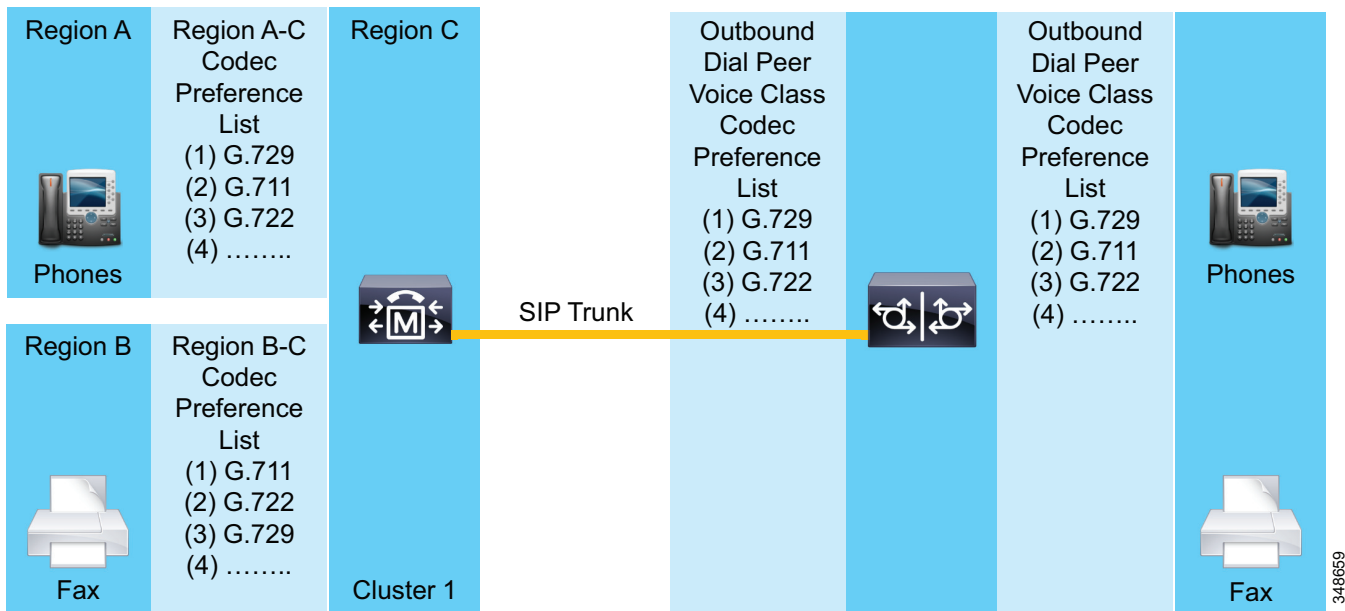 Region A
Region A-C
Codec
Preference
List
(1) G.729
(2) G.711
(3) G.722
(4) ........
Phones
Region B
Region B-C
Codec
Preference
List
(1) G.711
(2) G.722
(3) G.729
(4) ........
Fax
Region C
M
Cluster 1
SIP Trunk
Outbound
Dial Peer
Voice Class
Codec
Preference
List
(1) G.729
(2) G.711
(3) G.722
(4) ........
Outbound
Dial Peer
Voice Class
Codec
Preference
List
(1) G.729
(2) G.711
(3) G.722
(4) ........
Phones
Fax
348659